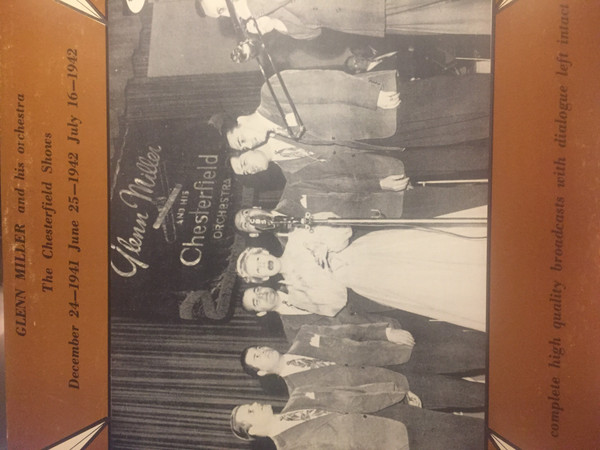 GLENN MILLER and his orchestra
The Chesterfield Shows
December 24—1941 June 25—1942 July 16—1942
Glenn Miller
AND HIS
Chesterfield
ORCHESTRA
CBS
complete high quality broadcasts with dialogue left intact